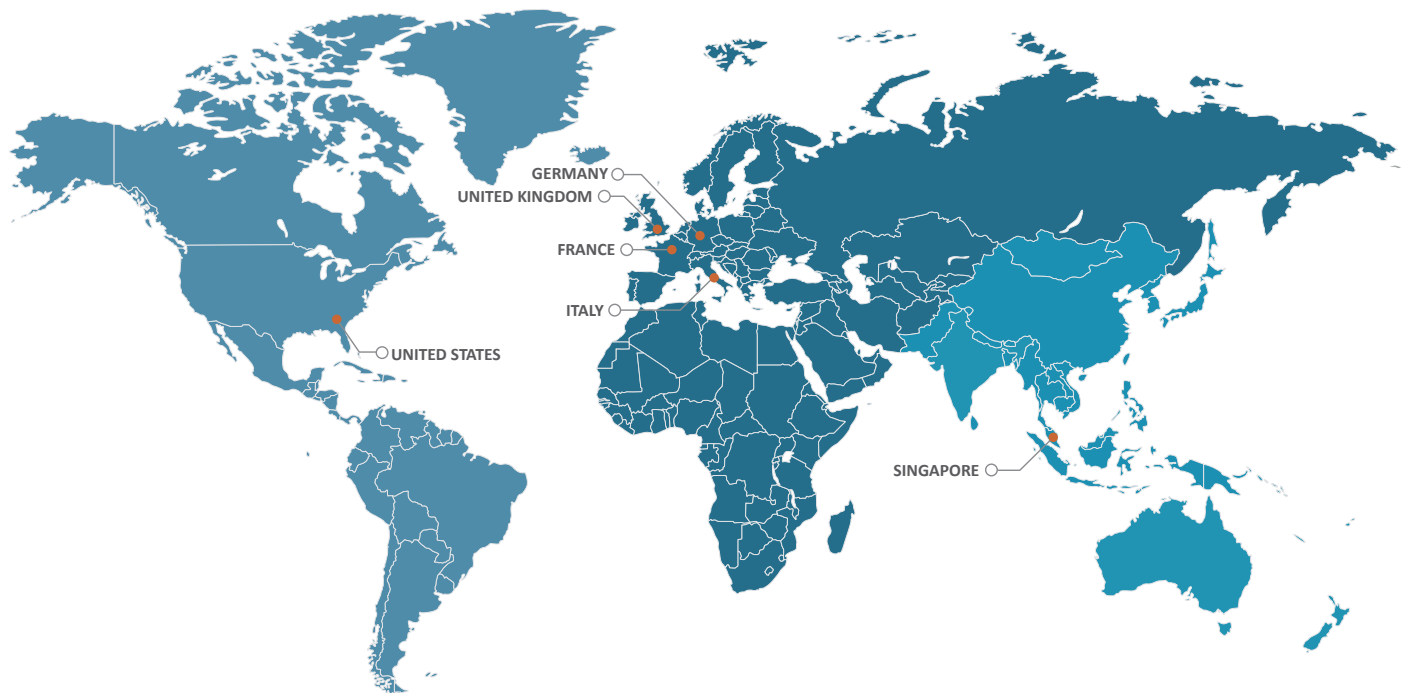 GERMANY
UNITED KINGDOM
FRANCE
ITALY
UNITED STATES
SINGAPORE